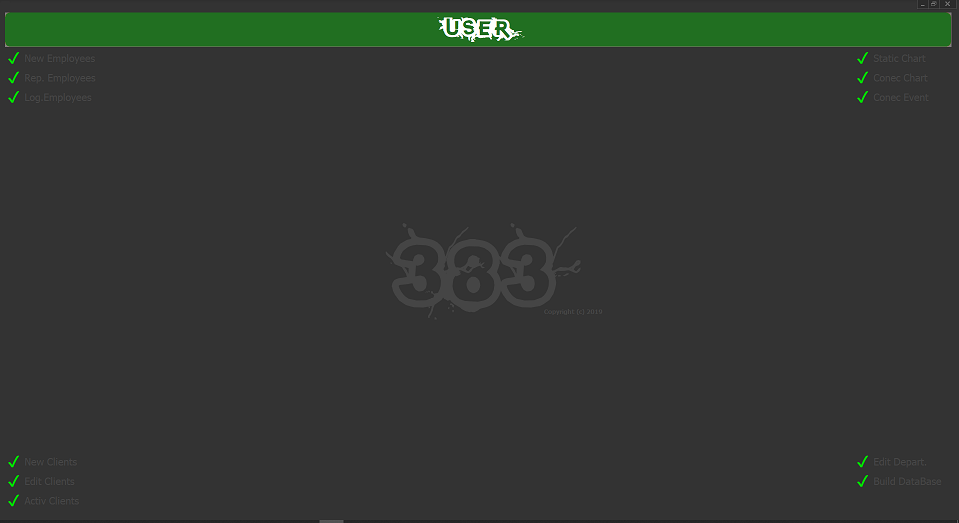 USER
New Employees
Rep. Employees
Log.Employees
Static Chart
Conec Chart
Conec Event
383
Copyright (c) 2019
New Clients
Edit Clients
Activ Clients
Edit Depart.
Build DataBase